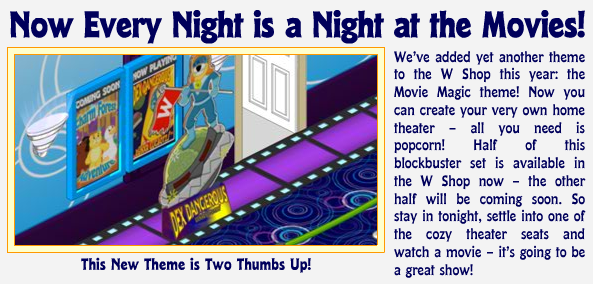 Now Every Night is a Night at the Movies!
COMING SOON
Charm Forest
Adventures
NOW PLAYING
DEX DANGEROUS
W
DEX DANGEROUS
This New Theme is Two Thumbs Up!
We've added yet another theme
to the W Shop this year: the
Movie Magic theme! Now you
can create your very own home
theater – all you need is
popcorn! Half of this
blockbuster set is available in
the W Shop now – the other
half will be coming soon. So
stay in tonight, settle into one of
the cozy theater seats and
watch a movie – it's going to be
a great show!